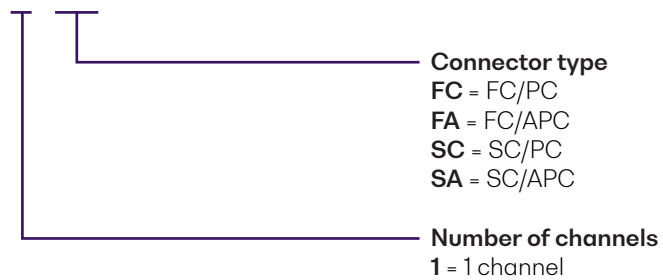 Connector type
FC = FC/PC
FA = FC/APC
SC = SC/PC
SA = SC/APC
Number of channels
1 = 1 channel